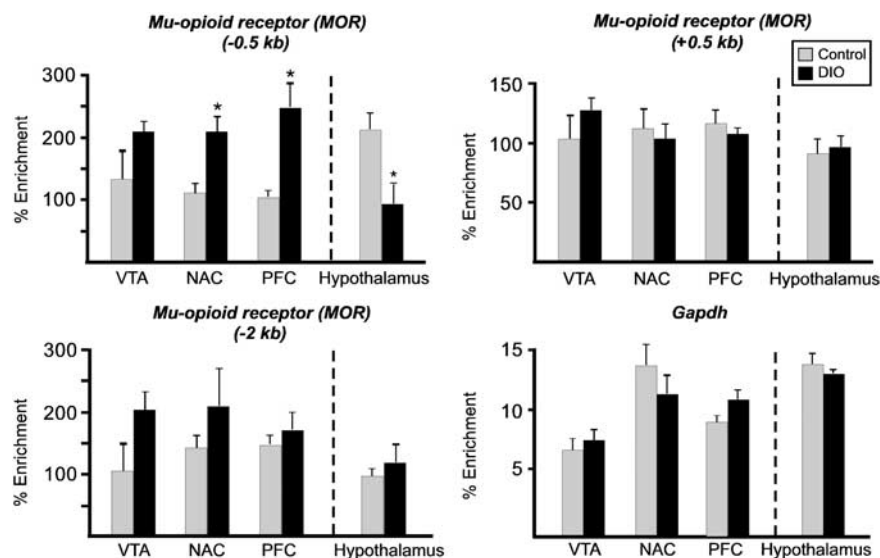 Mu-opioid receptor (MOR)
(-0.5 kb)
300
200
100
% Enrichment
*
*
*
VTA NAC PFC Hypothalamus
Mu-opioid receptor (MOR)
(+0.5 kb)
Control
DIO
150
100
50
% Enrichment
VTA NAC PFC Hypothalamus
Mu-opioid receptor (MOR)
(-2 kb)
300
200
100
% Enrichment
VTA NAC PFC Hypothalamus
Gapdh
15
10
5
% Enrichment
VTA NAC PFC Hypothalamus